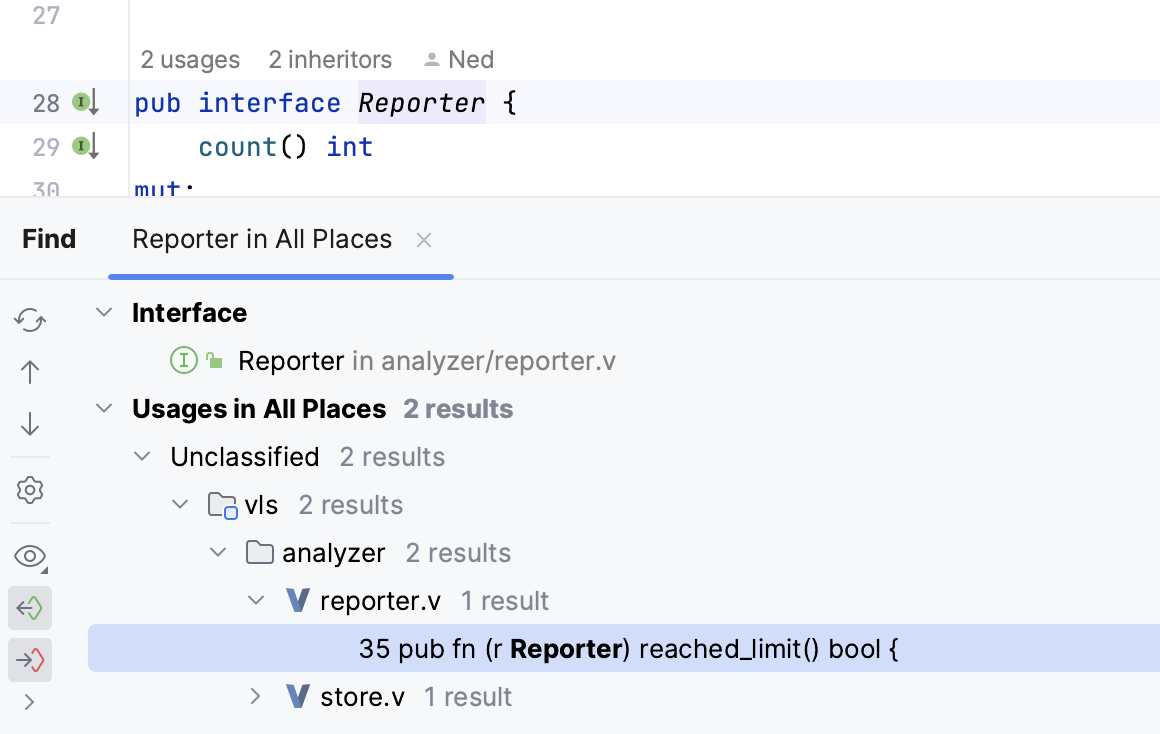 27
2 usages 2 inheritors Ned
28 pub interface Reporter {
29 count() int
30 mut:
Find Reporter in All Places
Interface
Reporter in analyzer/reporter.v
Usages in All Places 2 results
Unclassified 2 results
vls 2 results
analyzer 2 results
reporter.v 1 result
35 pub fn (r Reporter) reached_limit() bool {
store.v 1 result